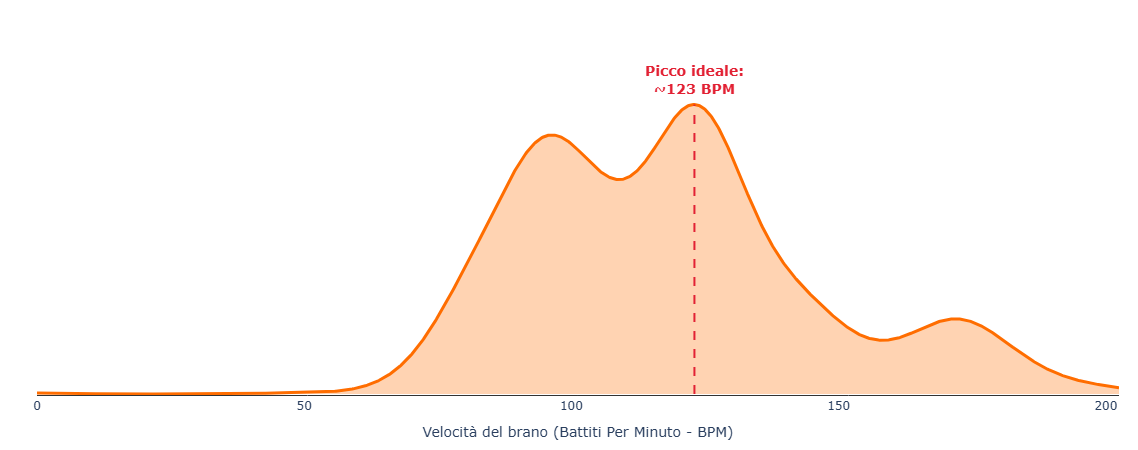 Picco ideale:
~123 BPM
0 50 100 150 200
Velocità del brano (Battiti Per Minuto - BPM)